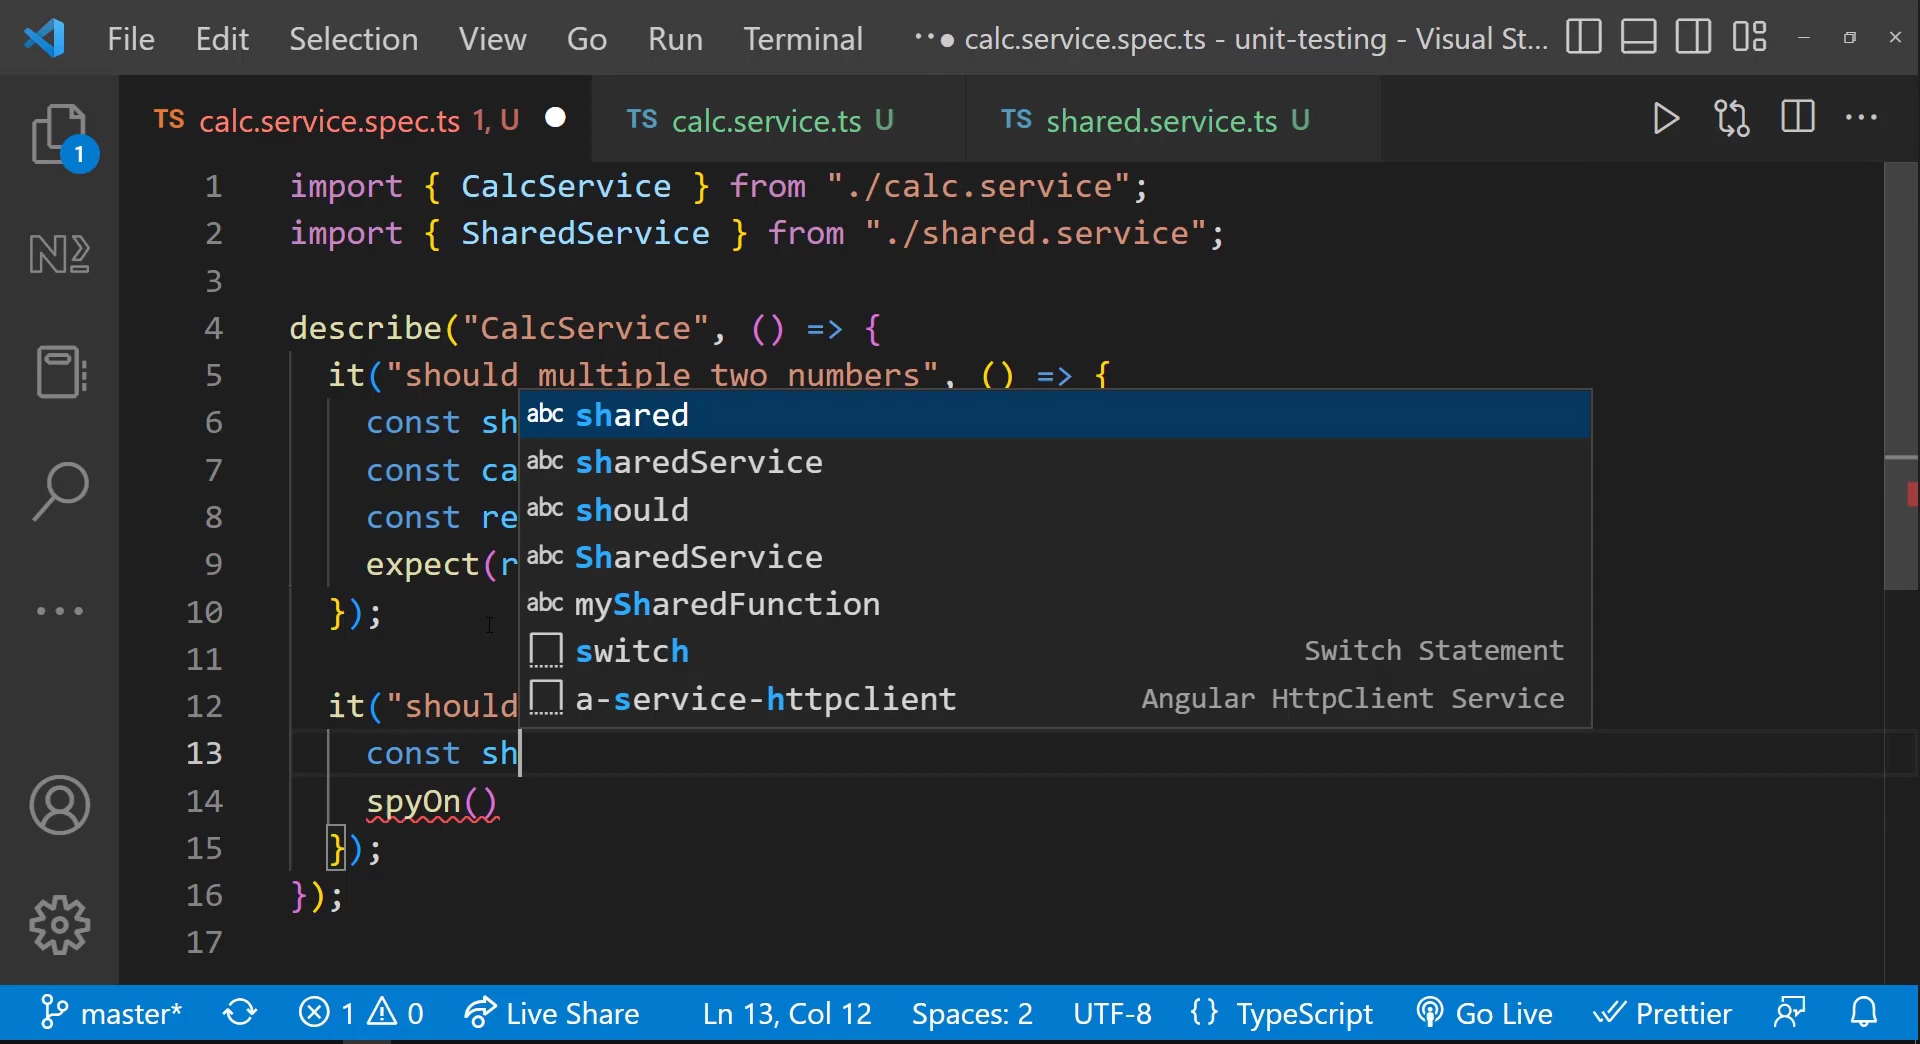 File Edit Selection View Go Run Terminal ··● calc.service.spec.ts - unit-testing - Visual St...
TS calc.service.spec.ts 1, U TS calc.service.ts U TS shared.service.ts U
1
1 import { CalcService } from "./calc.service";
2 import { SharedService } from "./shared.service";
3
4 describe("CalcService", () => {
5 it("should multiple two numbers", () => {
6 const sh
7 const ca
8 const re
9 expect(r
10 });
11
12 it("should
13 const sh
14 spyOn()
15 });
16 });
17
abc shared
abc sharedService
abc should
abc SharedService
abc mySharedFunction
switch Switch Statement
a-service-httpclient Angular HttpClient Service
master* 1 0 Live Share Ln 13, Col 12 Spaces: 2 UTF-8 {} TypeScript Go Live Prettier